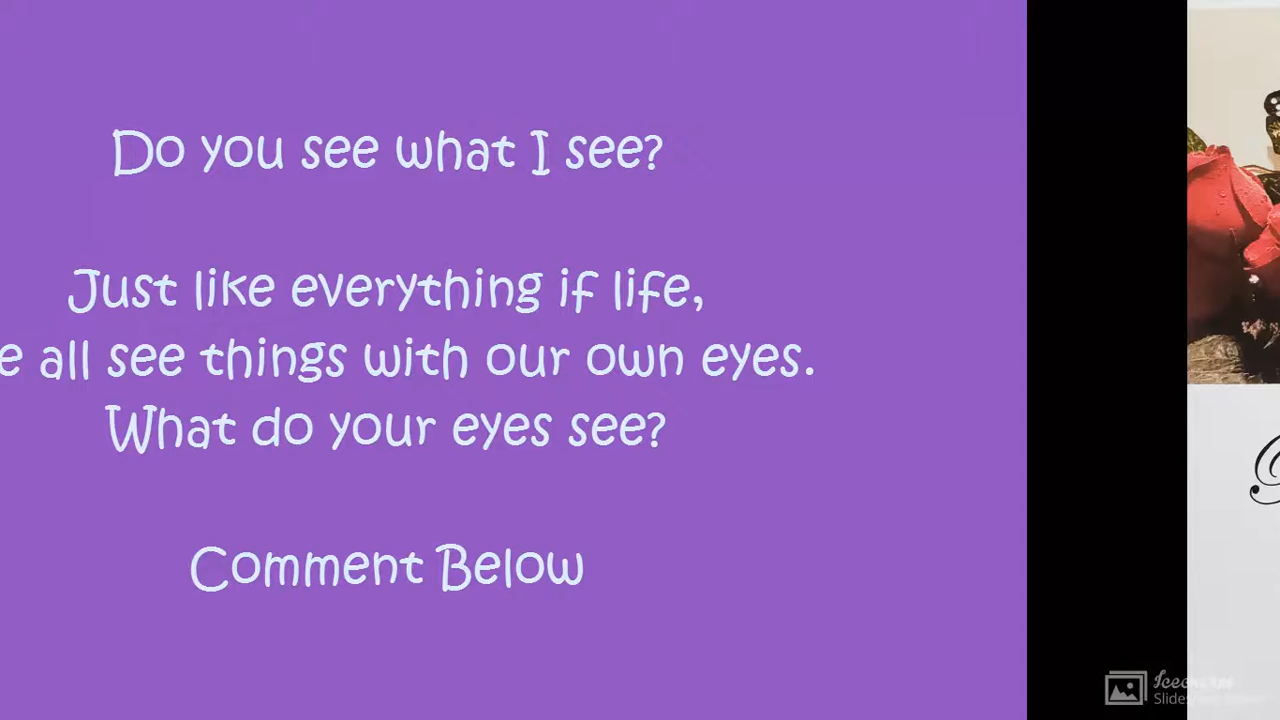 Do you see what I see?
Just like everything if life,
e all see things with our own eyes.
What do your eyes see?
Comment Below